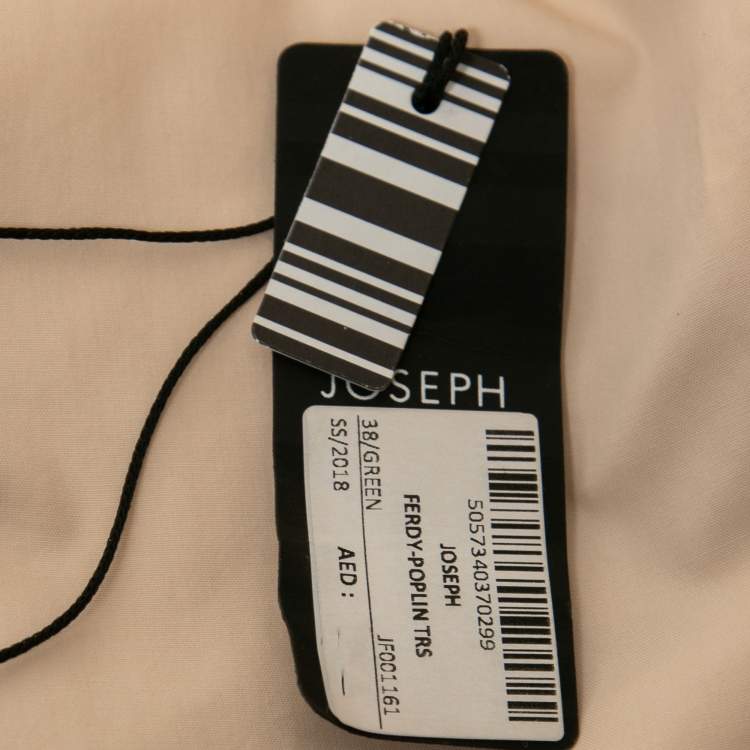 JOSEPH
5057340370299
JOSEPH
FERDY-POPLIN TRS
38/GREEN JF001161
SS/2018 AED :